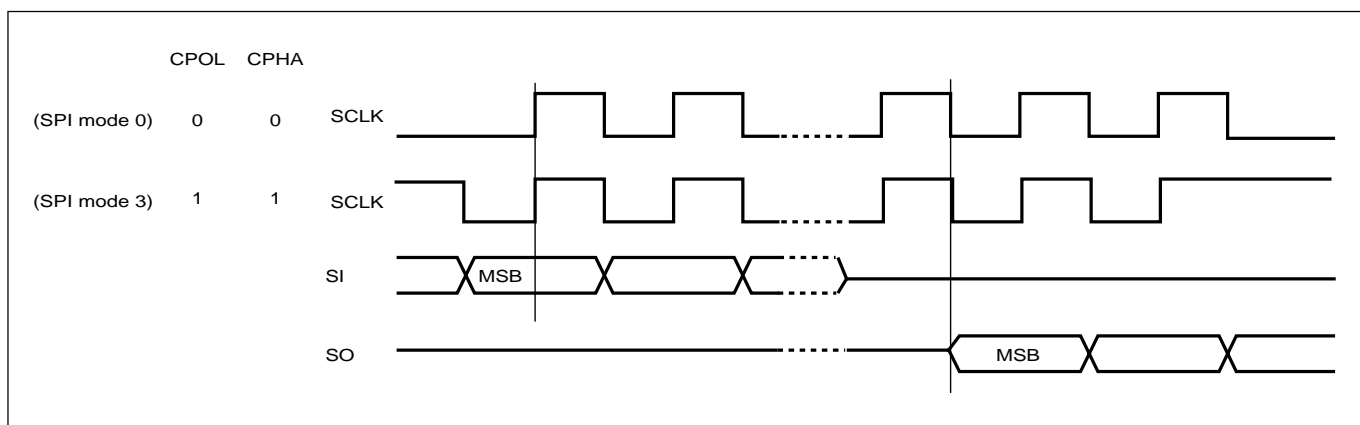 CPOL CPHA
(SPI mode 0) 0 0 SCLK
(SPI mode 3) 1 1 SCLK
SI MSB
SO MSB